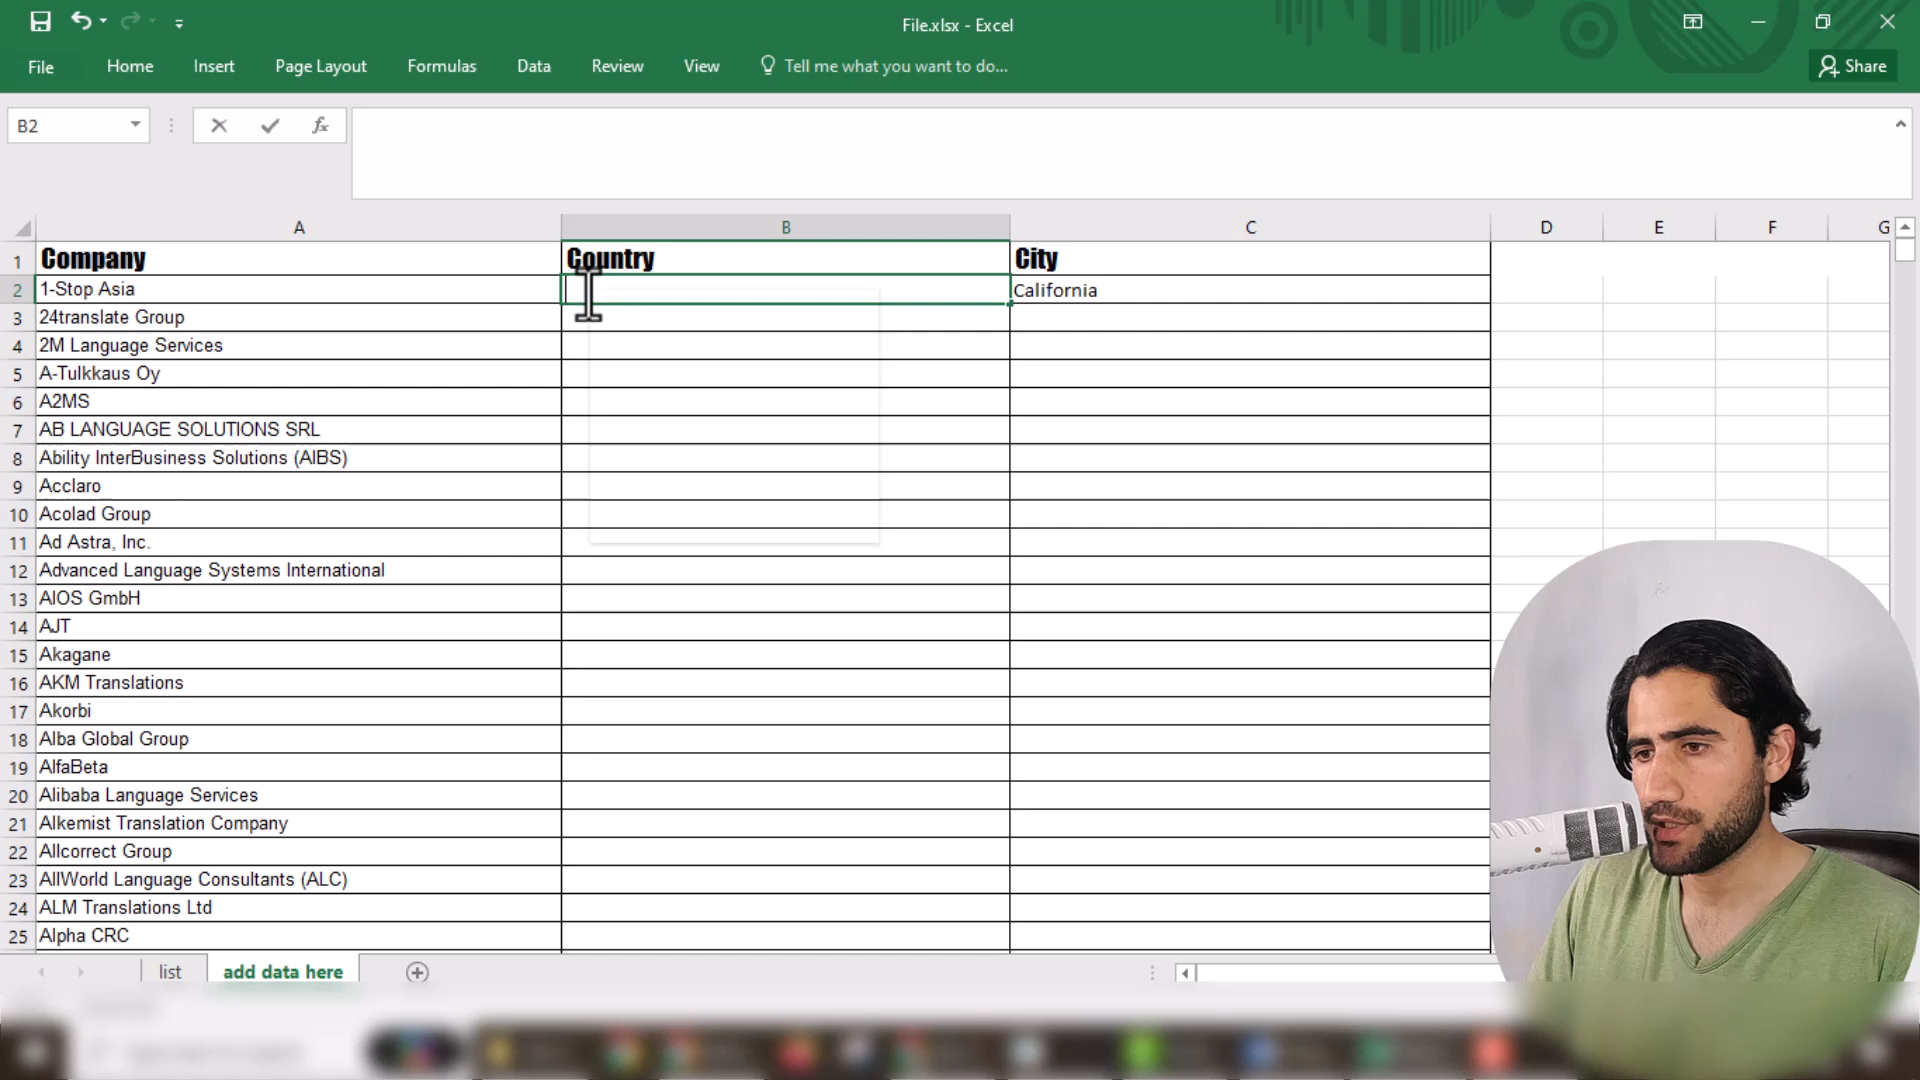 File.xlsx - Excel
File Home Insert Page Layout Formulas Data Review View Tell me what you want to do... Share
B2 fx
A B C D E F G
1 Company Country City
2 1-Stop Asia California
3 24translate Group
4 2M Language Services
5 A-Tulkkaus Oy
6 A2MS
7 AB LANGUAGE SOLUTIONS SRL
8 Ability InterBusiness Solutions (AIBS)
9 Acclaro
10 Acolad Group
11 Ad Astra, Inc.
12 Advanced Language Systems International
13 AIOS GmbH
14 AJT
15 Akagane
16 AKM Translations
17 Akorbi
18 Alba Global Group
19 AlfaBeta
20 Alibaba Language Services
21 Alkemist Translation Company
22 Allcorrect Group
23 AllWorld Language Consultants (ALC)
24 ALM Translations Ltd
25 Alpha CRC
list add data here